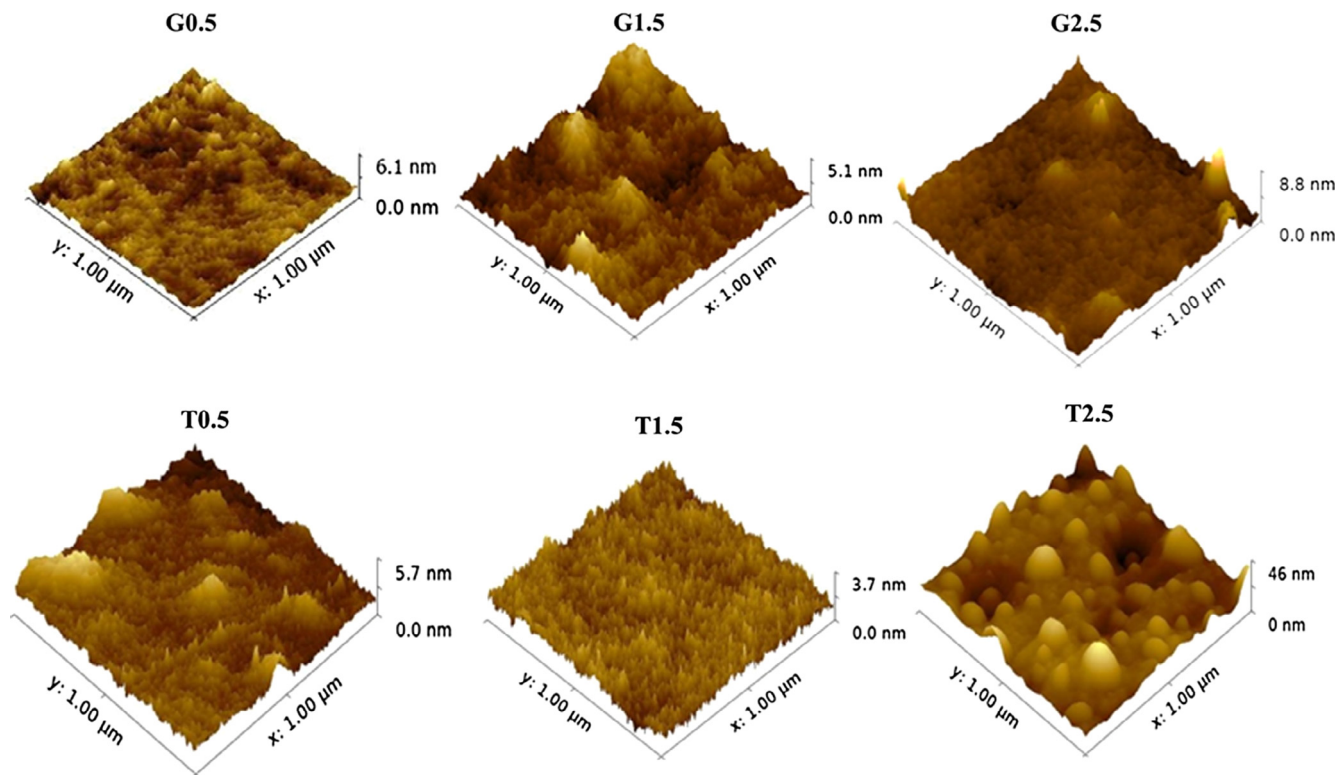 G0.5
6.1 nm
0.0 nm
y: 1.00 µm
x: 1.00 µm
G1.5
5.1 nm
0.0 nm
y: 1.00 µm
x: 1.00 µm
G2.5
8.8 nm
0.0 nm
y: 1.00 µm
x: 1.00 µm
T0.5
5.7 nm
0.0 nm
y: 1.00 µm
x: 1.00 µm
T1.5
3.7 nm
0.0 nm
y: 1.00 µm
x: 1.00 µm
T2.5
46 nm
0 nm
y: 1.00 µm
x: 1.00 µm